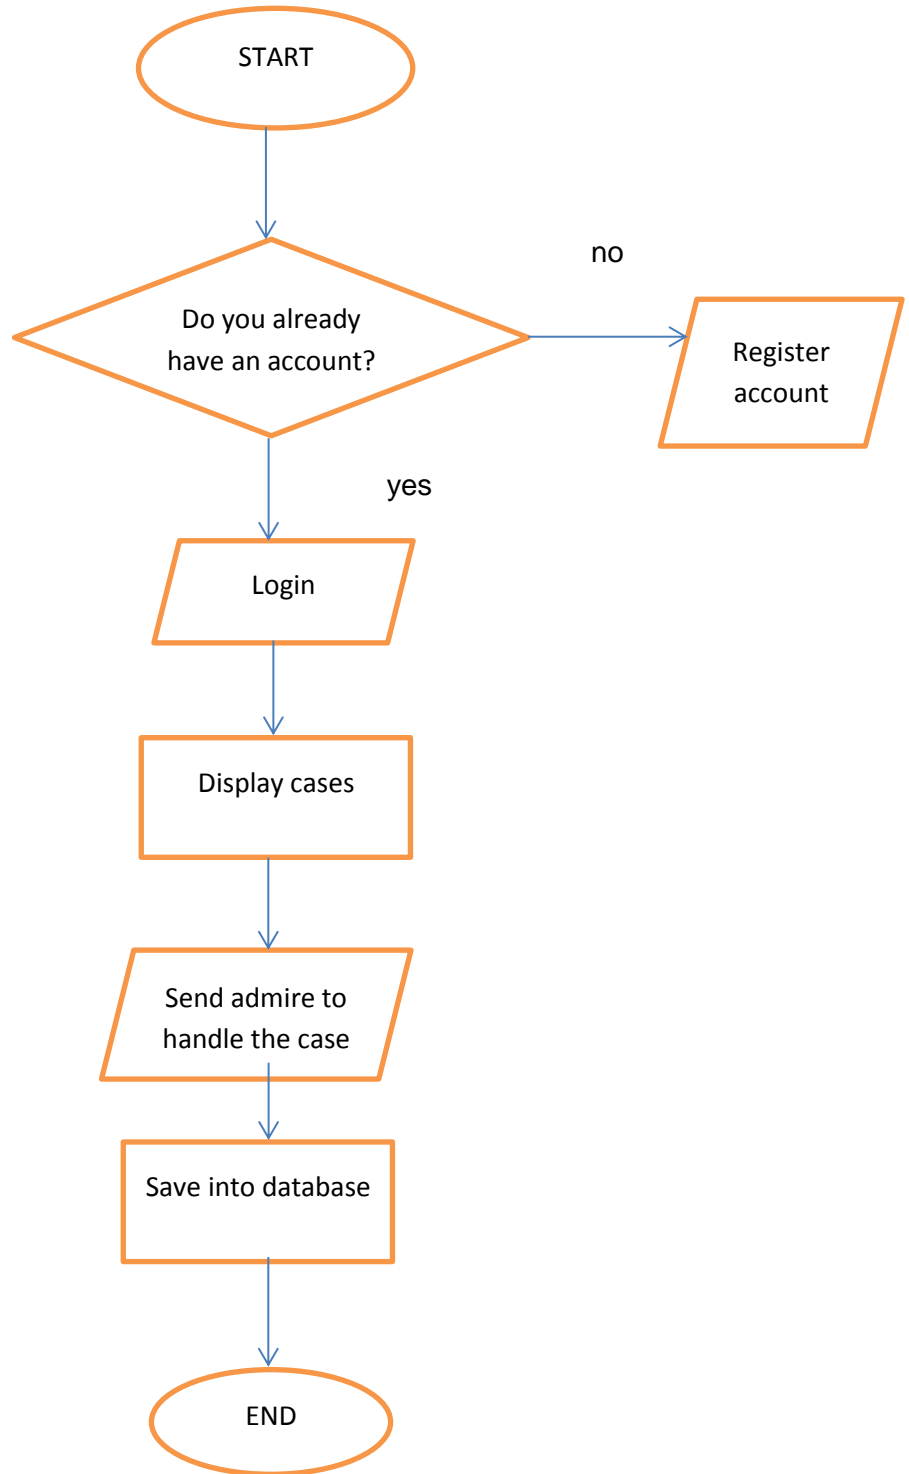 START
no
Do you already
have an account?
Register
account
yes
Login
Display cases
Send admire to
handle the case
Save into database
END